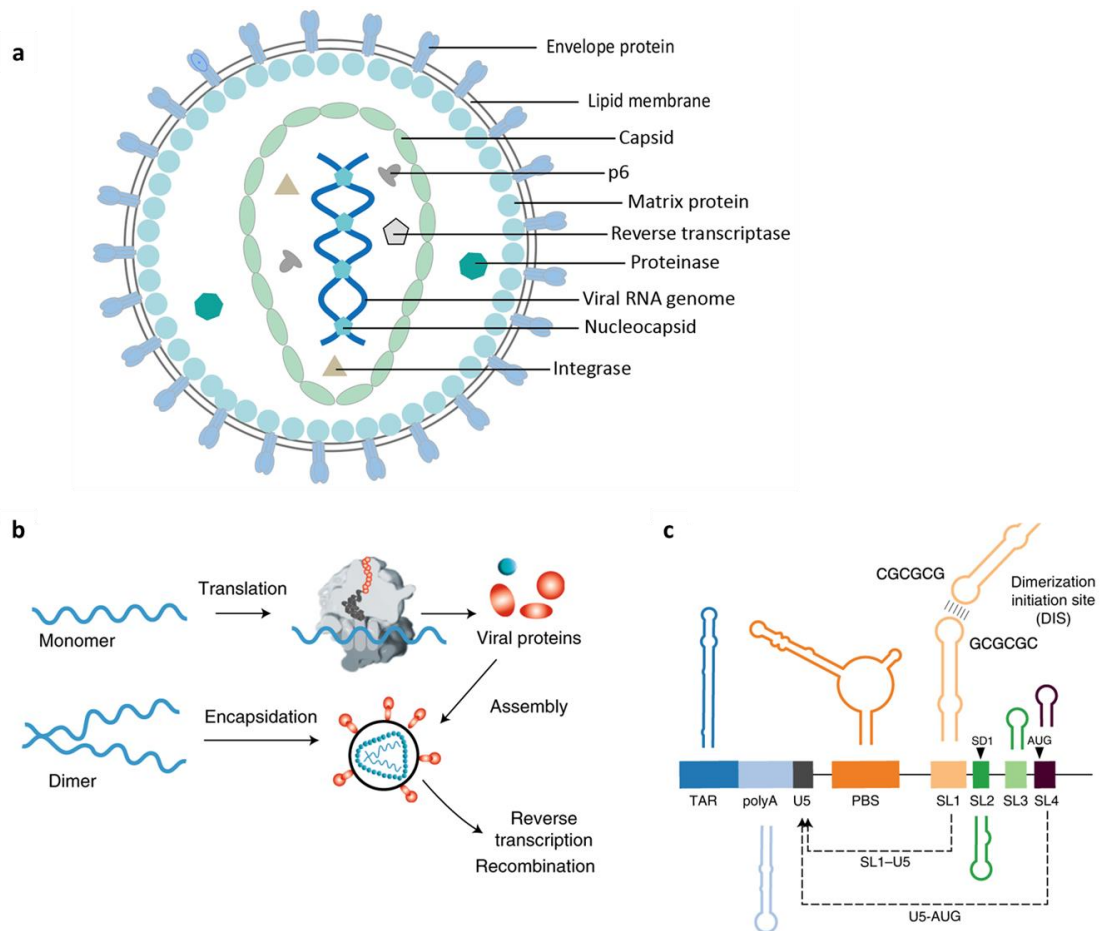 a
Envelope protein
Lipid membrane
Capsid
p6
Matrix protein
Reverse transcriptase
Proteinase
Viral RNA genome
Nucleocapsid
Integrase
b
Monomer
Translation
Viral proteins
Assembly
Dimer
Encapsidation
Reverse
transcription
Recombination
c
CGCGCG
Dimerization
initiation site
(DIS)
GCGCGC
SD1
AUG
TAR
polyA
U5
PBS
SL1
SL2
SL3
SL4
SL1–U5
U5-AUG